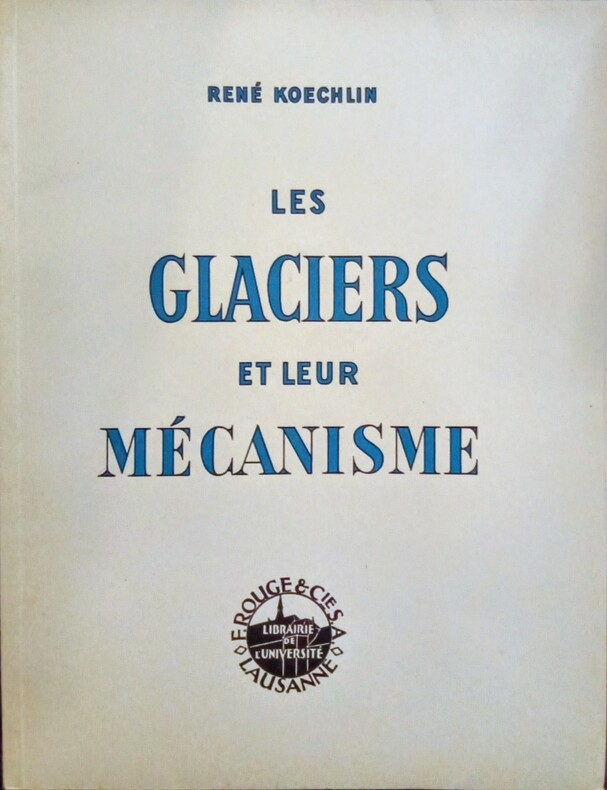 RENÉ KOECHLIN
LES
GLACIERS
ET LEUR
MÉCANISME
F. ROUGE & CIE S.A.
LIBRAIRIE
DE
L'UNIVERSITÉ
LAUSANNE